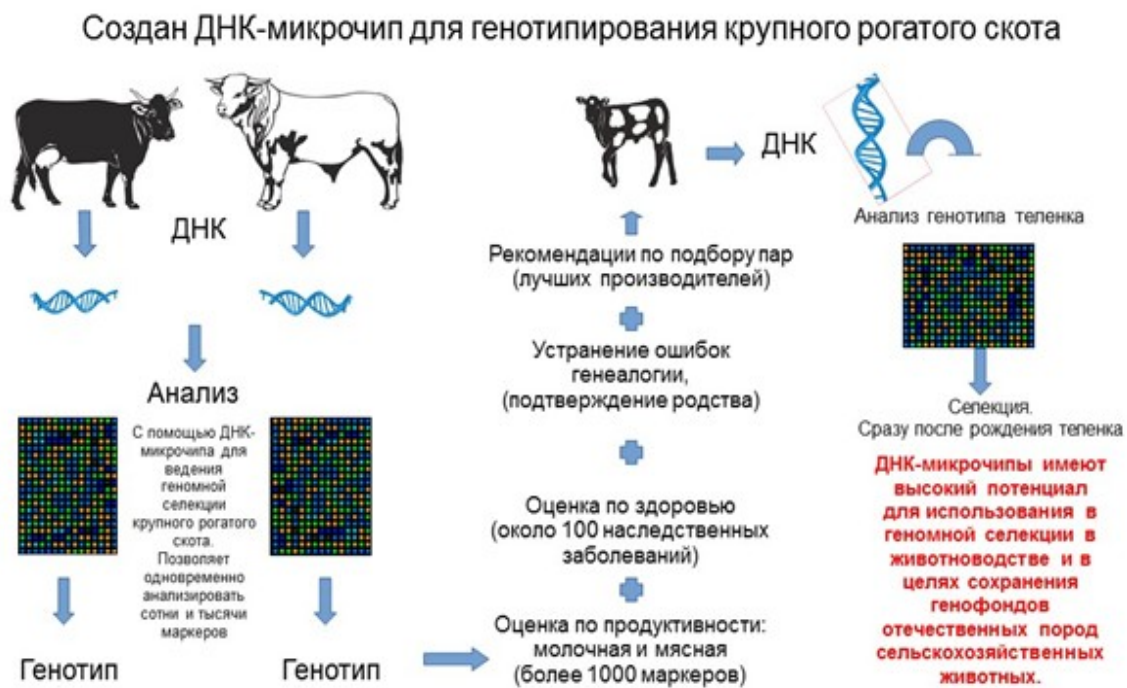 Создан ДНК-микрочип для генотипирования крупного рогатого скота
ДНК
Анализ
С помощью ДНК-
микрочипа для
ведения
геномной
селекции
крупного рогатого
скота.
Позволяет
одновременно
анализировать
сотни и тысячи
маркеров
Генотип
Генотип
Оценка по продуктивности:
молочная и мясная
(более 1000 маркеров)
Оценка по здоровью
(около 100 наследственных
заболеваний)
Устранение ошибок
генеалогии,
(подтверждение родства)
Рекомендации по подбору пар
(лучших производителей)
ДНК
Анализ генотипа теленка
Селекция.
Сразу после рождения теленка
ДНК-микрочипы имеют
высокий потенциал
для использования в
геномной селекции в
животноводстве и в
целях сохранения
генофондов
отечественных пород
сельскохозяйственных
животных.